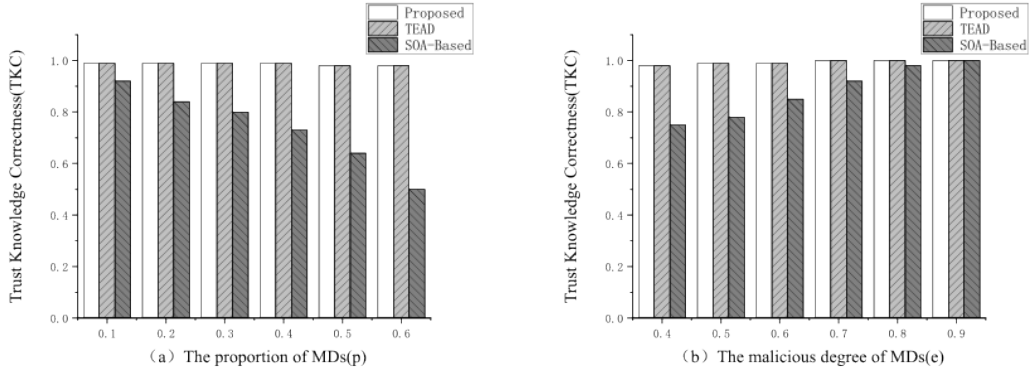 Proposed
TEAD
SOA-Based
Trust Knowledge Correctness(TKC)
1.0
0.8
0.6
0.4
0.2
0.0
0.1 0.2 0.3 0.4 0.5 0.6
（a）The proportion of MDs(p)
Proposed
TEAD
SOA-Based
Trust Knowledge Correctness(TKC)
1.0
0.8
0.6
0.4
0.2
0.0
0.4 0.5 0.6 0.7 0.8 0.9
（b）The malicious degree of MDs(e)